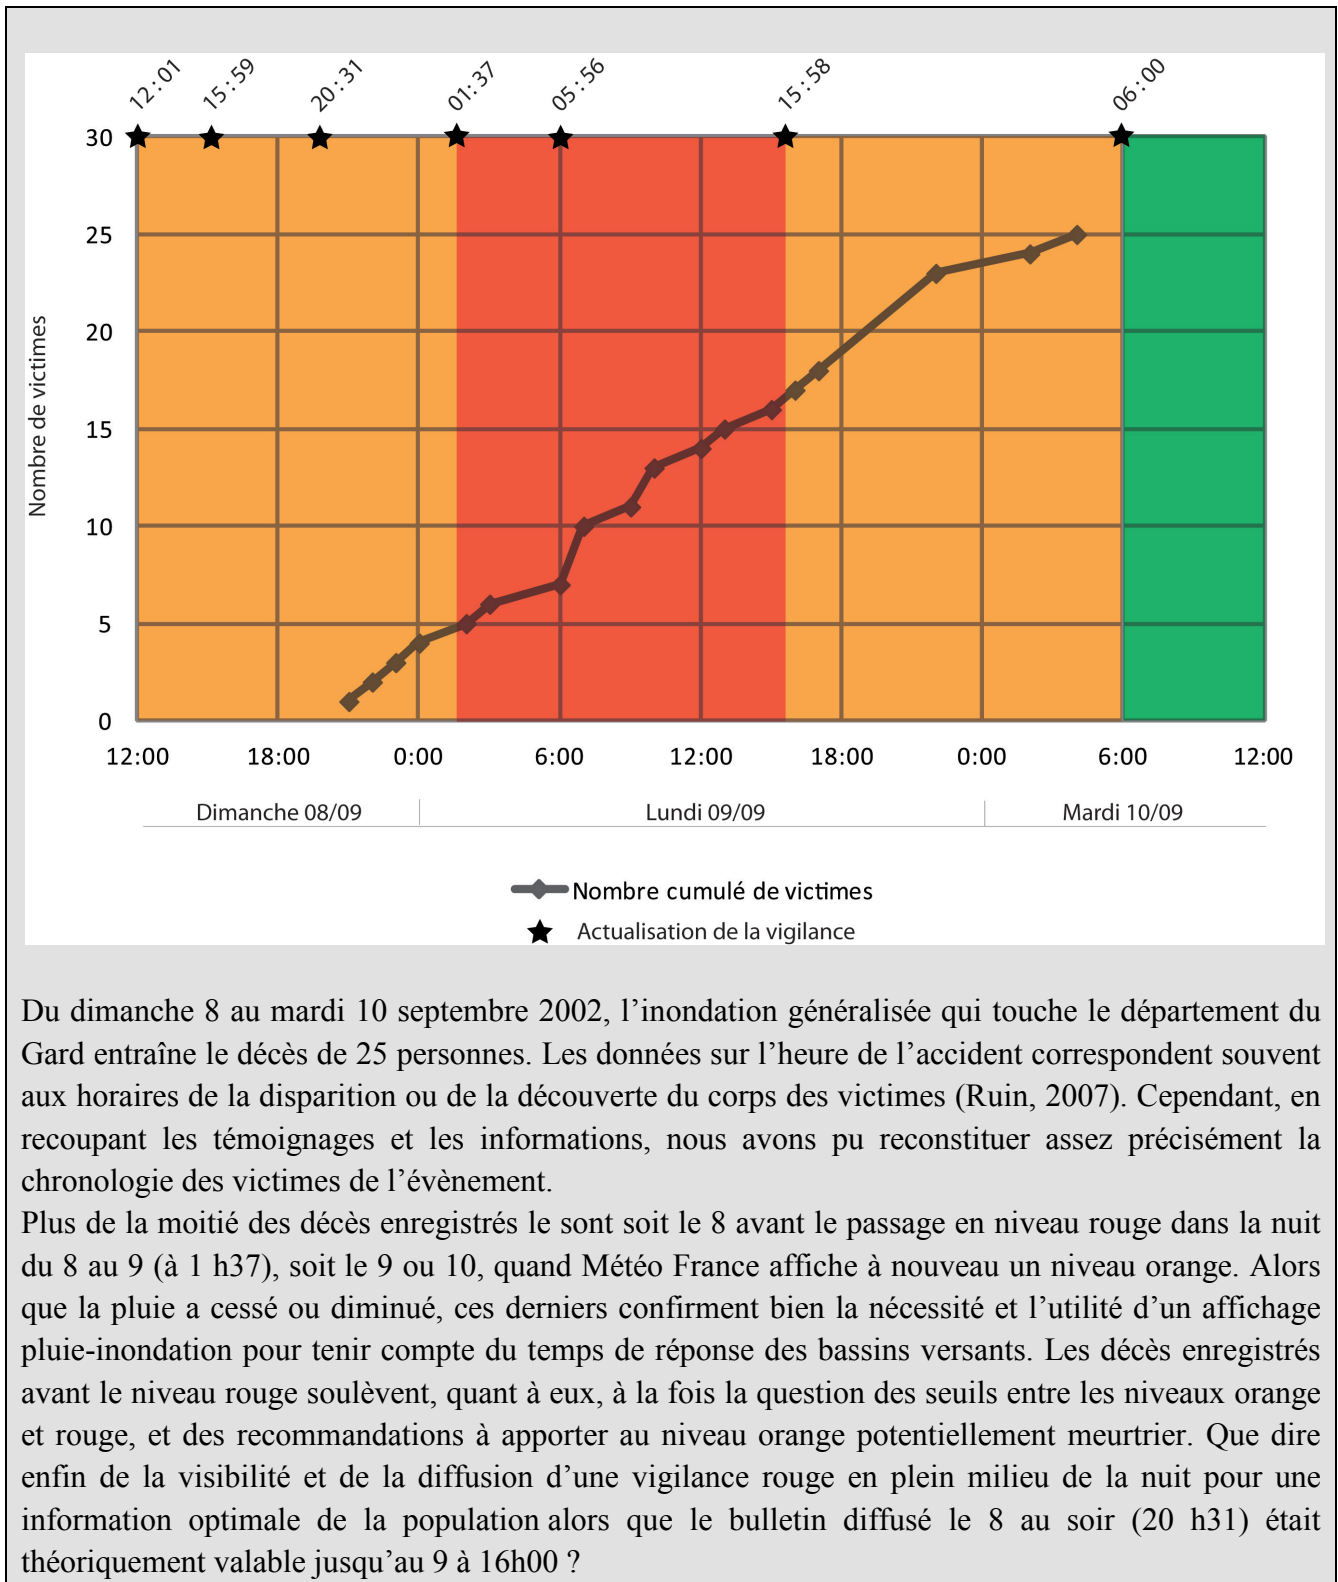 12:01 15:59 20:31 01:37 05:56 15:58 06:00
30
25
20
15
10
5
0
Nombre de victimes
12:00 18:00 0:00 6:00 12:00 18:00 0:00 6:00 12:00
Dimanche 08/09 Lundi 09/09 Mardi 10/09
Nombre cumulé de victimes
Actualisation de la vigilance
Du dimanche 8 au mardi 10 septembre 2002, l’inondation généralisée qui touche le département du
Gard entraîne le décès de 25 personnes. Les données sur l’heure de l’accident correspondent souvent
aux horaires de la disparition ou de la découverte du corps des victimes (Ruin, 2007). Cependant, en
recoupant les témoignages et les informations, nous avons pu reconstituer assez précisément la
chronologie des victimes de l’évènement.
Plus de la moitié des décès enregistrés le sont soit le 8 avant le passage en niveau rouge dans la nuit
du 8 au 9 (à 1 h37), soit le 9 ou 10, quand Météo France affiche à nouveau un niveau orange. Alors
que la pluie a cessé ou diminué, ces derniers confirment bien la nécessité et l’utilité d’un affichage
pluie-inondation pour tenir compte du temps de réponse des bassins versants. Les décès enregistrés
avant le niveau rouge soulèvent, quant à eux, à la fois la question des seuils entre les niveaux orange
et rouge, et des recommandations à apporter au niveau orange potentiellement meurtrier. Que dire
enfin de la visibilité et de la diffusion d’une vigilance rouge en plein milieu de la nuit pour une
information optimale de la population alors que le bulletin diffusé le 8 au soir (20 h31) était
théoriquement valable jusqu’au 9 à 16h00 ?